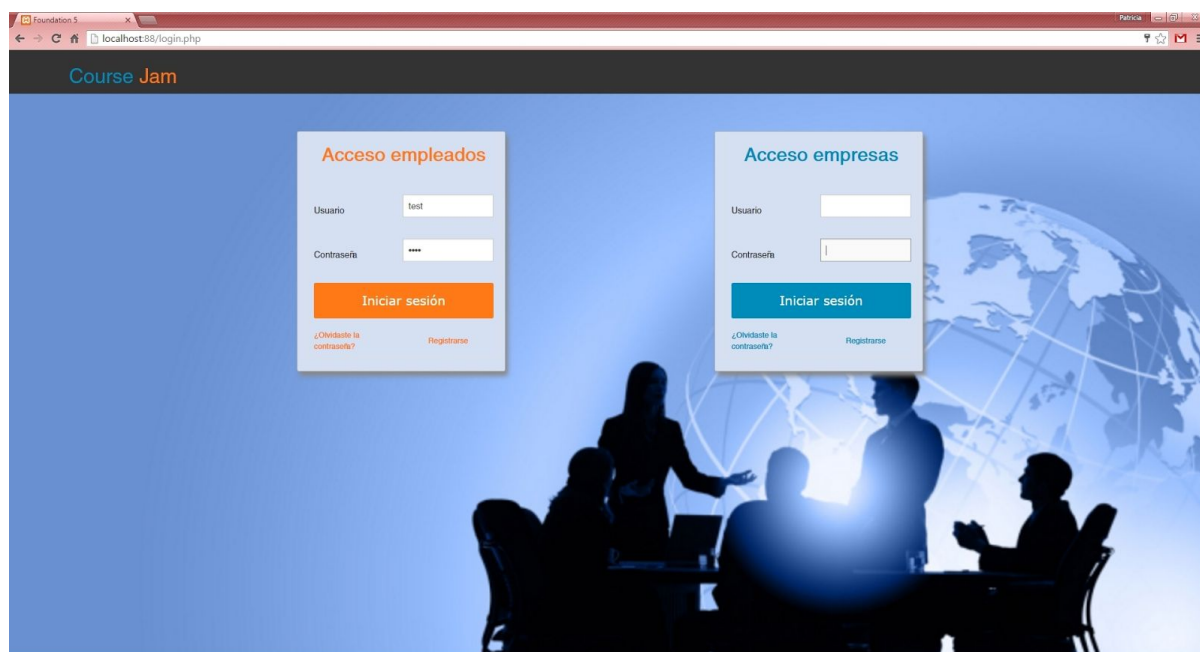 Foundation 5
Patricia
localhost:88/login.php
Course Jam
Acceso empleados
Usuario
test
Contraseña
••••
Iniciar sesión
¿Olvidaste la
contraseña?
Registrarse
Acceso empresas
Usuario
Contraseña
Iniciar sesión
¿Olvidaste la
contraseña?
Registrarse